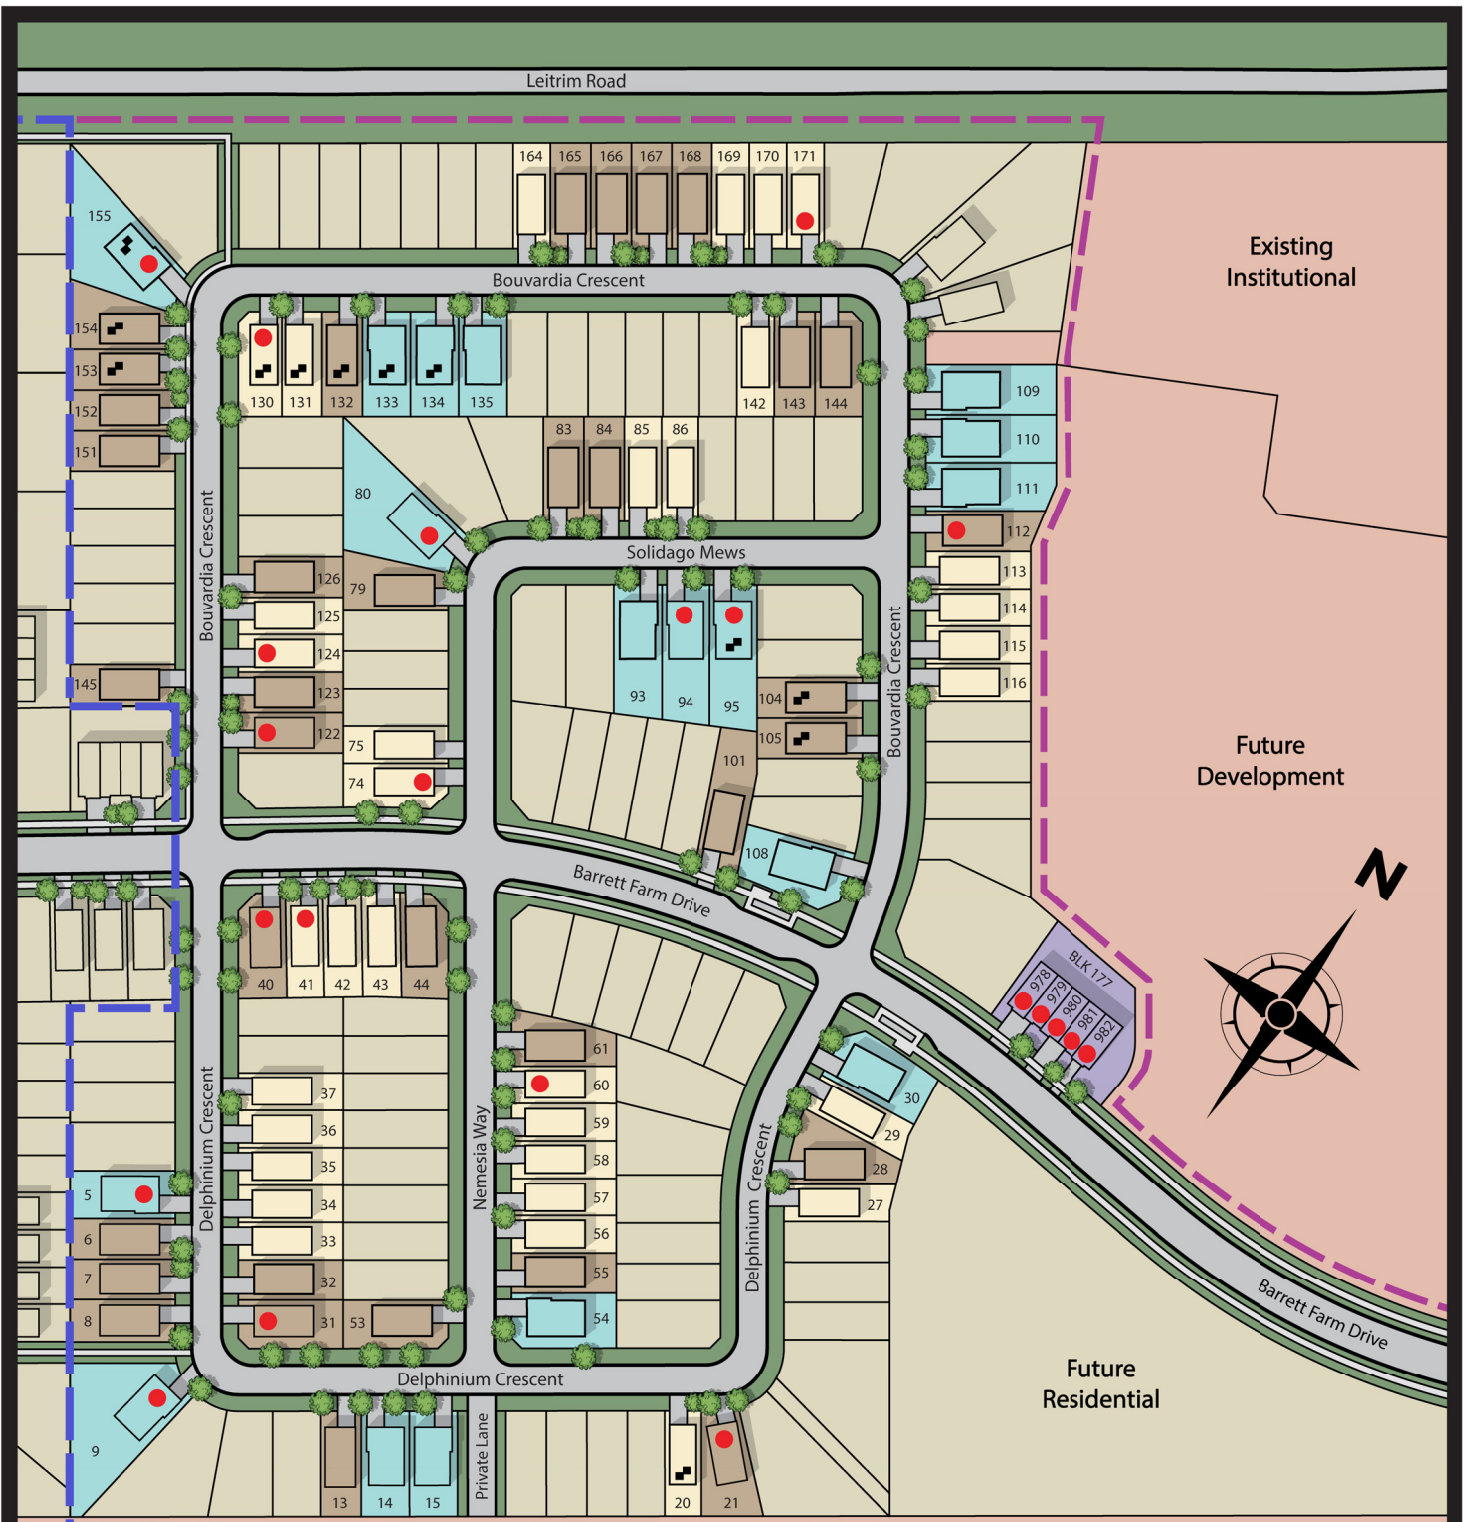 Leitrim Road
164 165 166 167 168 169 170 171
155
Existing
Institutional
Bouvardia Crescent
154
153
152
151
130 131 132 133 134 135
142 143 144
109
110
111
112
113
114
115
116
83 84 85 86
80
Solidago Mews
Bouvardia Crescent
Bouvardia Crescent
126
125
124
123
122
79
75
74
145
93 94 95
104
105
101
108
Future
Development
N
Barrett Farm Drive
40 41 42 43 44
BLK 177
978
979
980
981
982
61
60
59
58
57
56
55
54
37
36
35
34
33
32
31
53
30
29
28
27
Delphinium Crescent
Nemesia Way
Delphinium Crescent
5
6
7
8
9
Barrett Farm Drive
Future
Residential
Delphinium Crescent
Private Lane
13 14 15
20 21